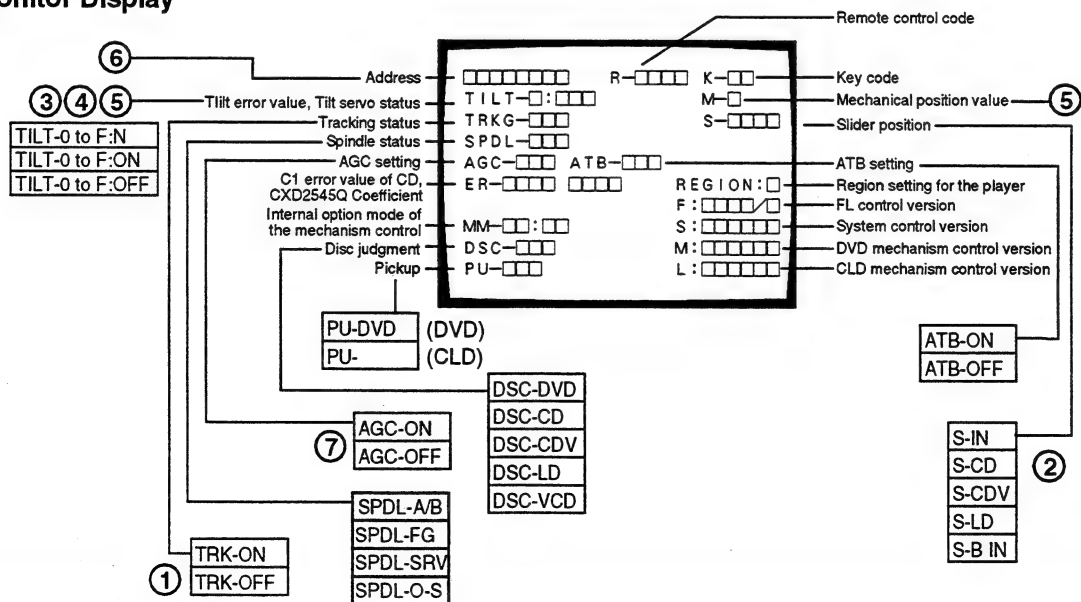 onitor Display
Remote control code
⑥
Address
□□□□□□□□ R-□□□□ K-□□
Key code
③④⑤
Tlilt error value, Tilt servo status
TILT-□:□□□ M-□
Mechanical position value
⑤
TILT-0 to F:N
TILT-0 to F:ON
TILT-0 to F:OFF
Tracking status
TRKG-□□□ S-□□□□
Slider position
Spindle status
SPDL-□□□
AGC setting
AGC-□□□ ATB-□□□
ATB setting
C1 error value of CD,
CXD2545Q Coefficient
ER-□□□□ □□□□ REGION:□
Region setting for the player
F:□□□□/□
FL control version
Internal option mode of
the mechanism control
MM-□□:□□ S:□□□□□□
System control version
Disc judgment
DSC-□□□ M:□□□□□□
DVD mechanism control version
Pickup
PU-□□□ L:□□□□□□
CLD mechanism control version
PU-DVD (DVD)
PU- (CLD)
ATB-ON
ATB-OFF
DSC-DVD
DSC-CD
DSC-CDV
DSC-LD
DSC-VCD
⑦
AGC-ON
AGC-OFF
S-IN
S-CD
S-CDV
S-LD
S-B IN
②
SPDL-A/B
SPDL-FG
SPDL-SRV
SPDL-O-S
①
TRK-ON
TRK-OFF